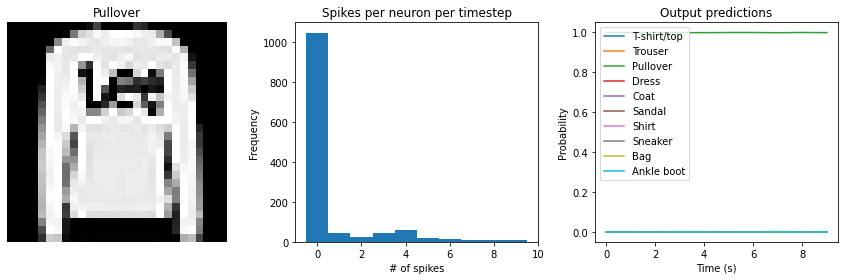 Pullover
Spikes per neuron per timestep
Frequency
1000
800
600
400
200
0
0 2 4 6 8 10
# of spikes
Output predictions
Probability
1.0
0.8
0.6
0.4
0.2
0.0
T-shirt/top
Trouser
Pullover
Dress
Coat
Sandal
Shirt
Sneaker
Bag
Ankle boot
0 2 4 6 8
Time (s)